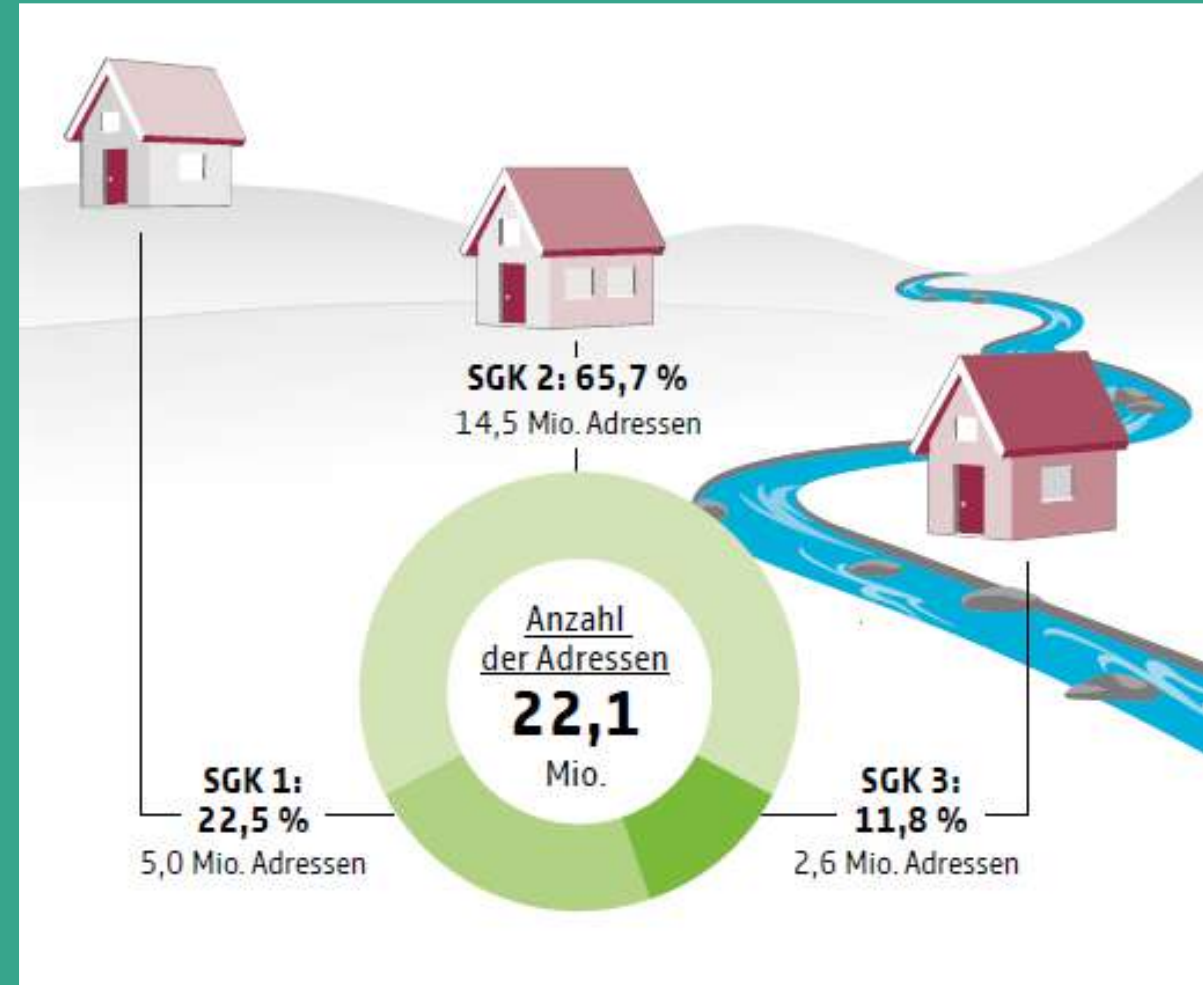 SGK 2: 65,7 %
14,5 Mio. Adressen
Anzahl
der Adressen
22,1
Mio.
SGK 1:
22,5 %
5,0 Mio. Adressen
SGK 3:
11,8 %
2,6 Mio. Adressen